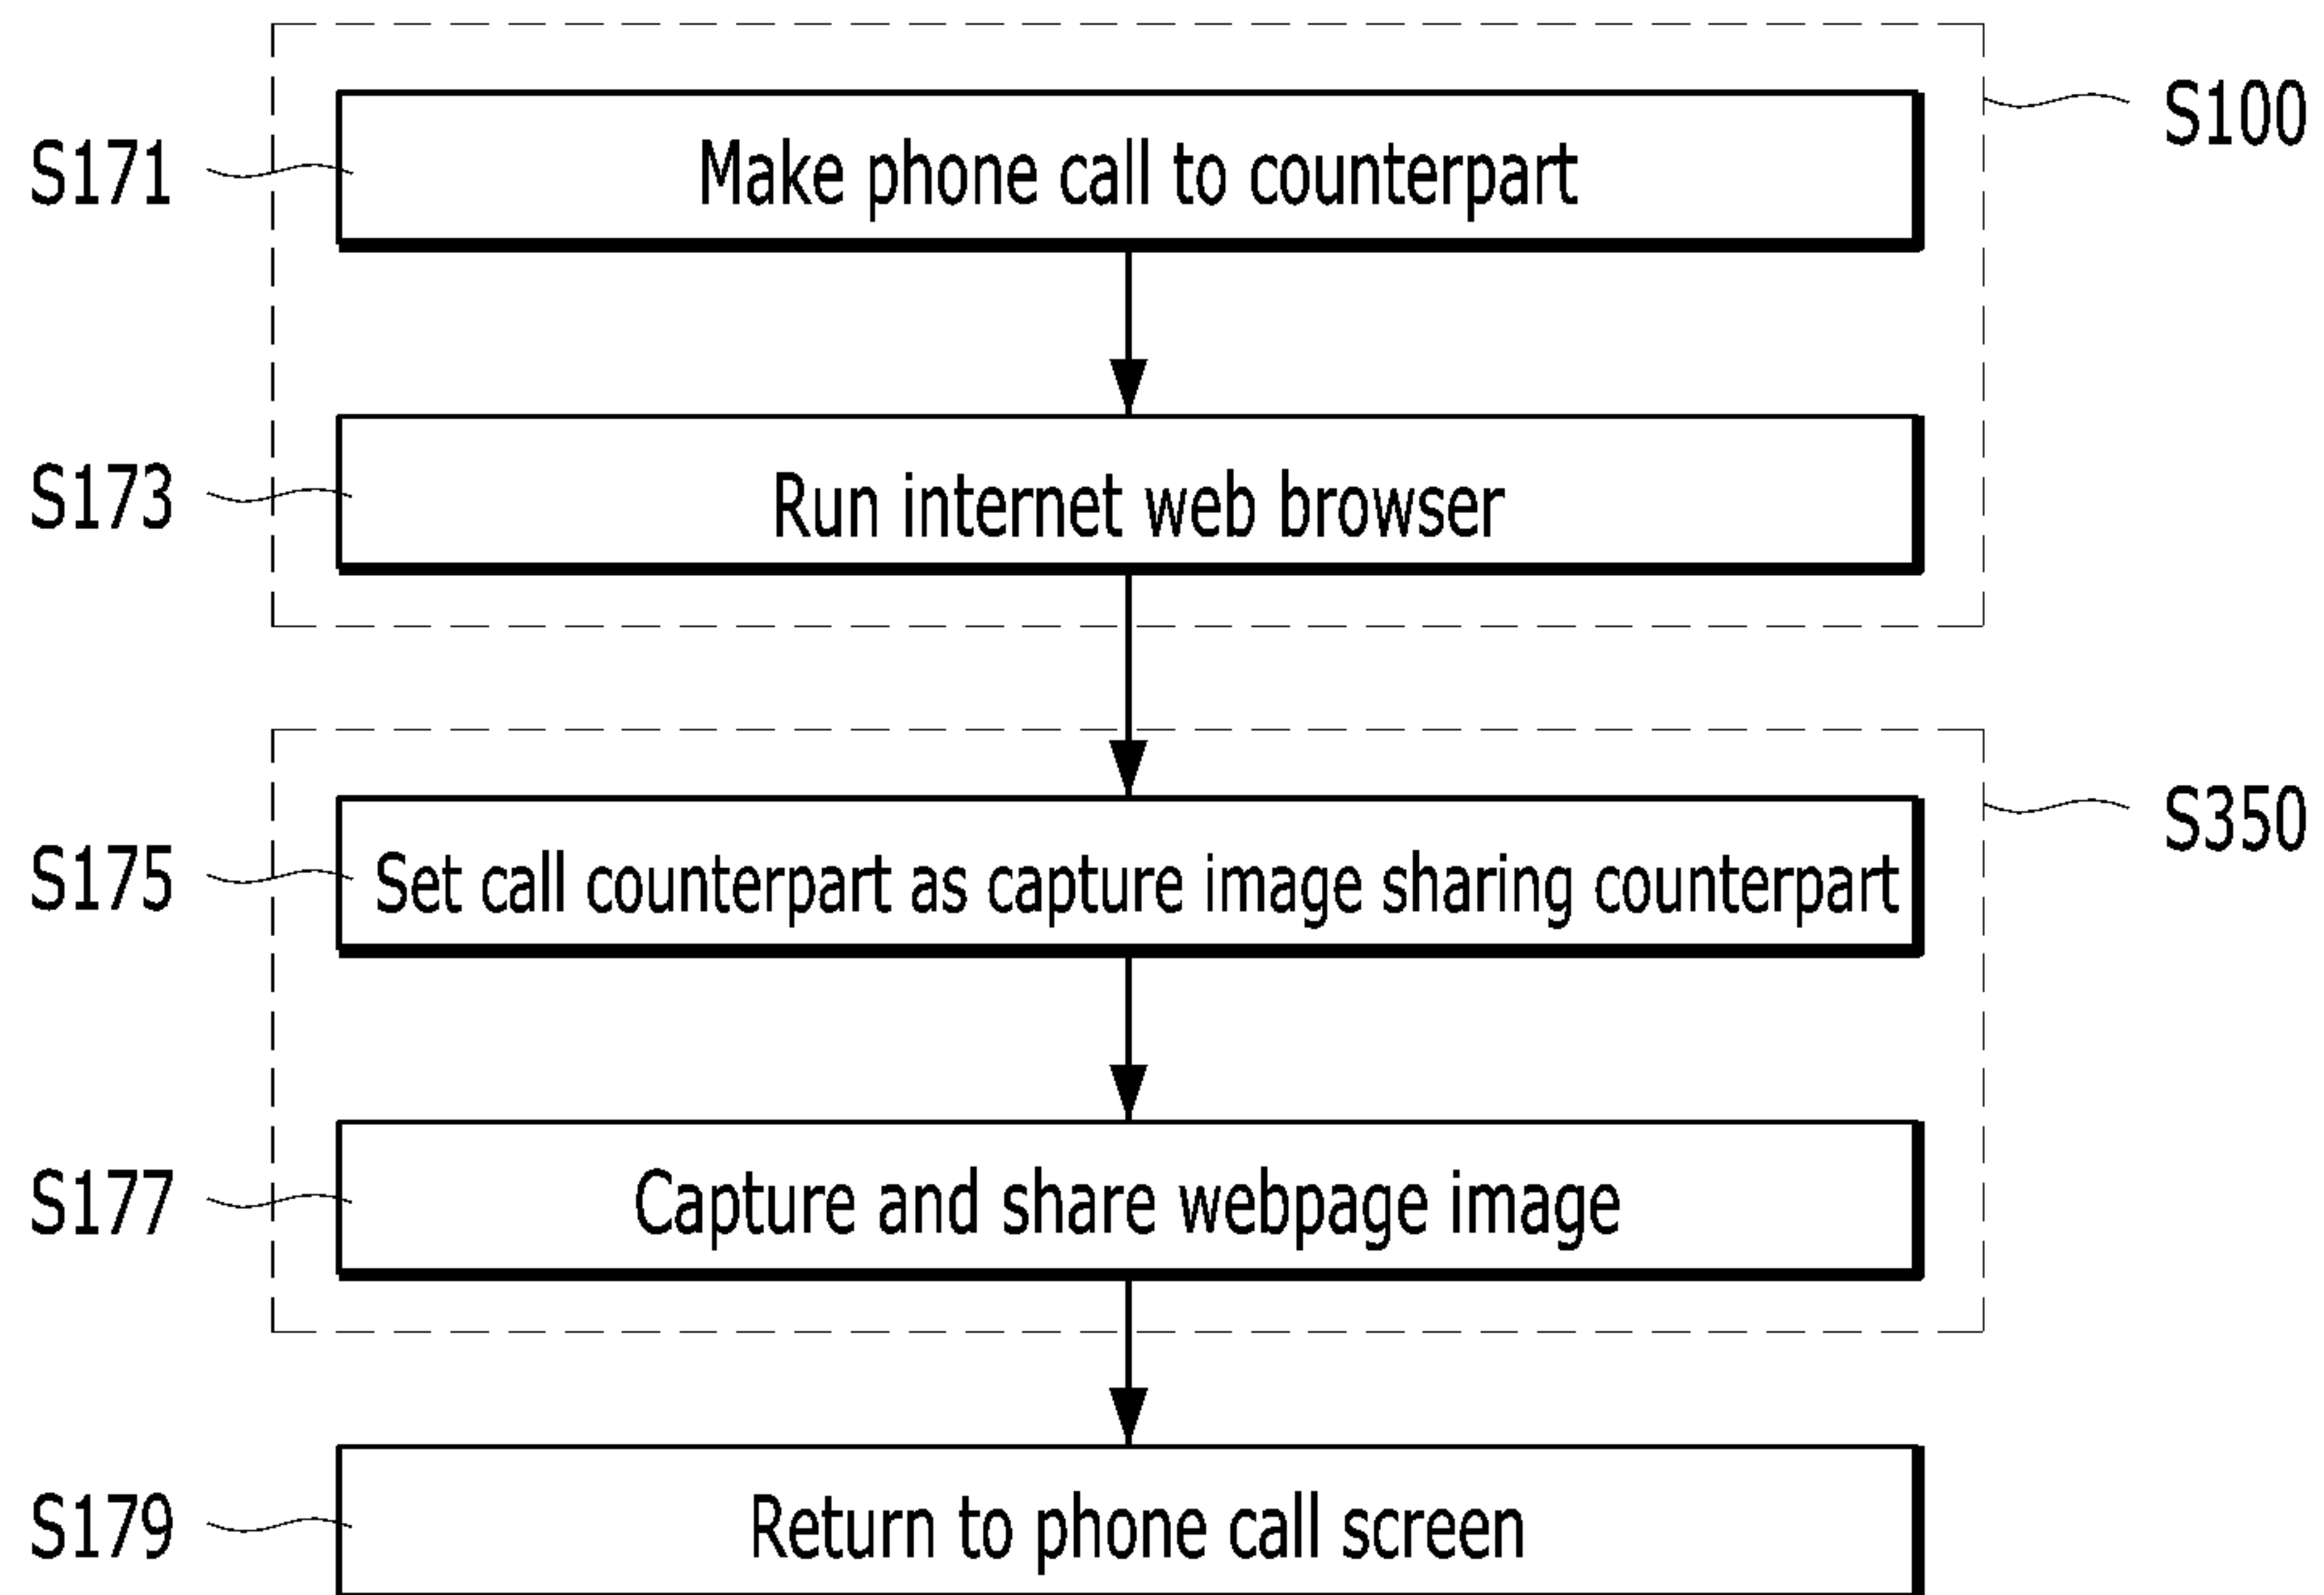 S100
S171
Make phone call to counterpart
S173
Run internet web browser
S350
S175
Set call counterpart as capture image sharing counterpart
S177
Capture and share webpage image
S179
Return to phone call screen